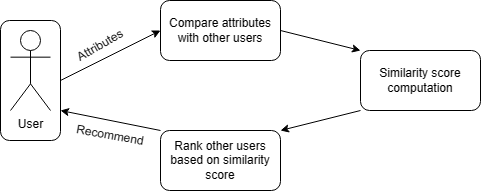 Compare attributes
with other users
Attributes
Similarity score
computation
User
Recommend
Rank other users
based on similarity
score